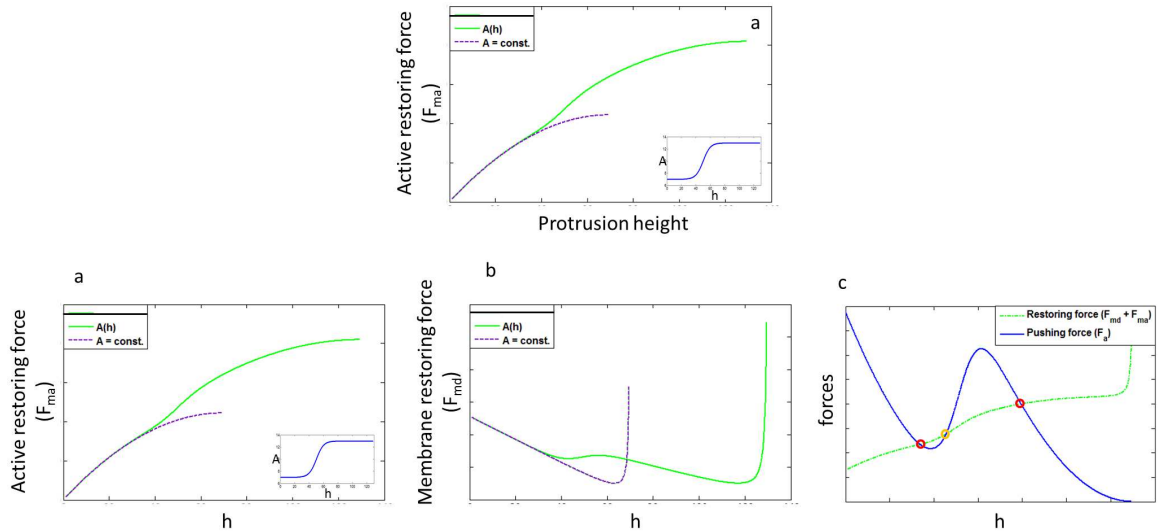 a
A(h)
A = const.
Active restoring force
(Fma)
A
h
Protrusion height
a
A(h)
A = const.
Active restoring force
(Fma)
A
h
h
b
A(h)
A = const.
Membrane restoring force
(Fmd)
h
c
Restoring force (Fmd + Fma)
Pushing force (Fa)
forces
h